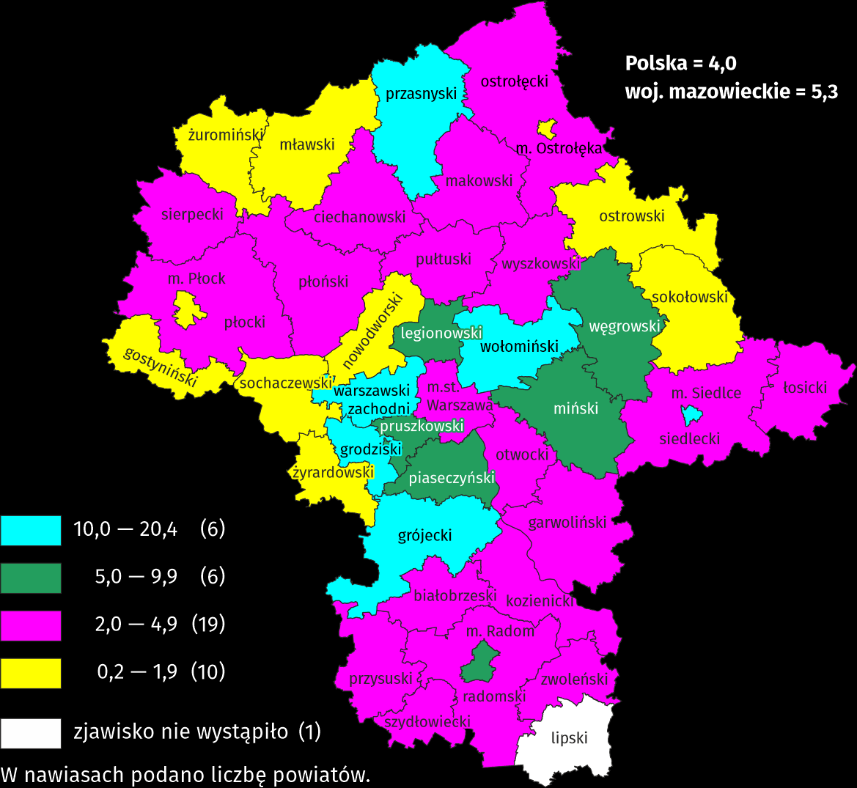 Polska = 4,0
woj. mazowieckie = 5,3
ostrołęcki
przasnyski
żuromiński
mławski
m. Ostrołęka
makowski
sierpecki
ciechanowski
ostrowski
pułtuski
wyszkowski
m. Płock
płoński
sokołowski
nowodworski
płocki
legionowski
węgrowski
wołomiński
gostyniński
sochaczewski
warszawski
zachodni
m.st.
Warszawa
m. Siedlce
łosicki
miński
pruszkowski
siedlecki
grodziski
otwocki
żyrardowski
piaseczyński
garwoliński
grójecki
10,0 — 20,4 (6)
5,0 — 9,9 (6)
białobrzeski
kozienicki
2,0 — 4,9 (19)
m. Radom
0,2 — 1,9 (10)
przysuski
zwoleński
radomski
szydłowiecki
zjawisko nie wystąpiło (1)
lipski
W nawiasach podano liczbę powiatów.